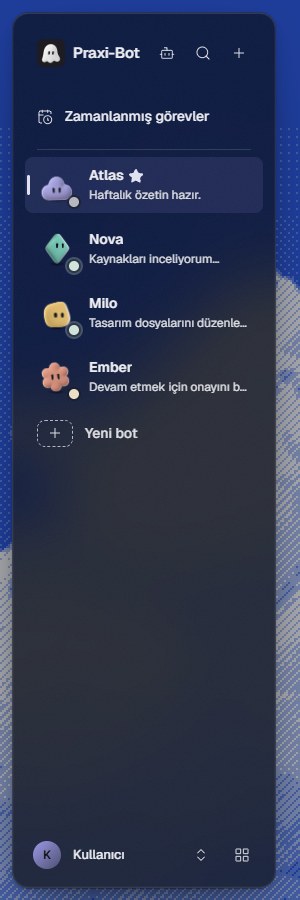 Praxi-Bot
Zamanlanmış görevler
Atlas
Haftalık özetin hazır.
Nova
Kaynakları inceliyorum...
Milo
Tasarım dosyalarını düzenle...
Ember
Devam etmek için onayını b...
Yeni bot
K
Kullanıcı